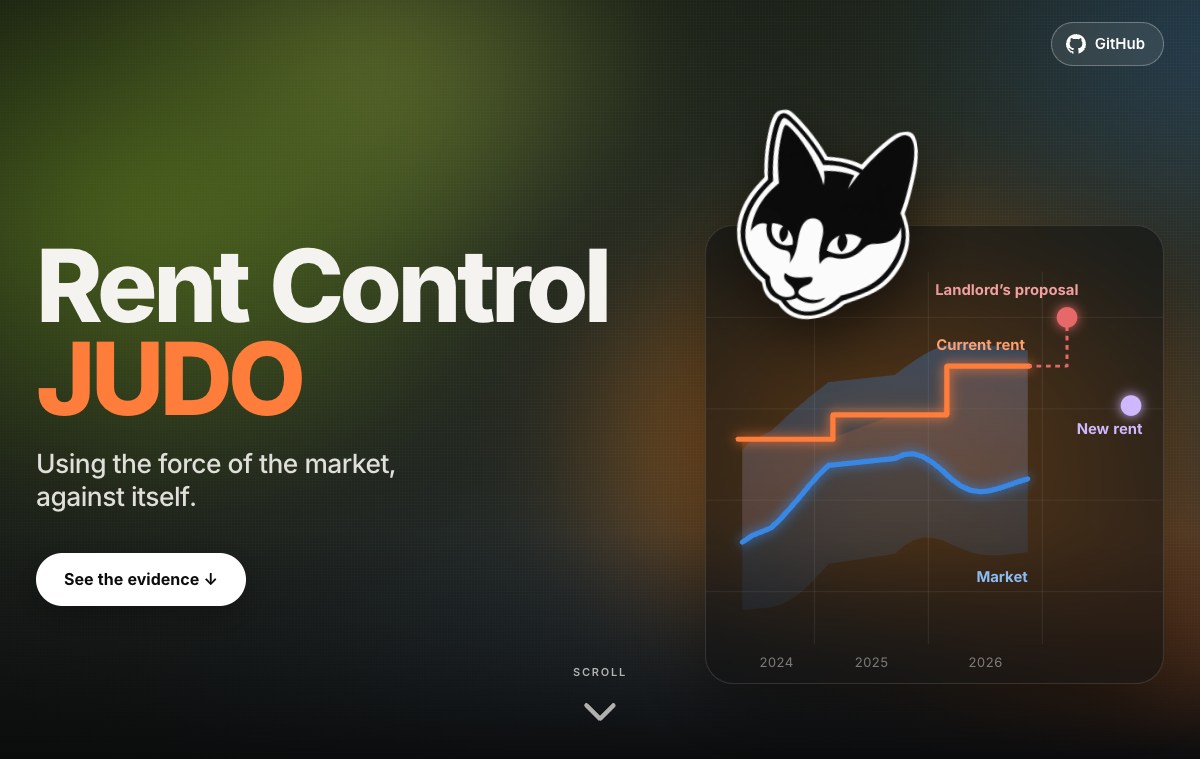 GitHub
Rent Control
JUDO
Using the force of the market,
against itself.
See the evidence ↓
Landlord’s proposal
Current rent
New rent
Market
2024
2025
2026
SCROLL